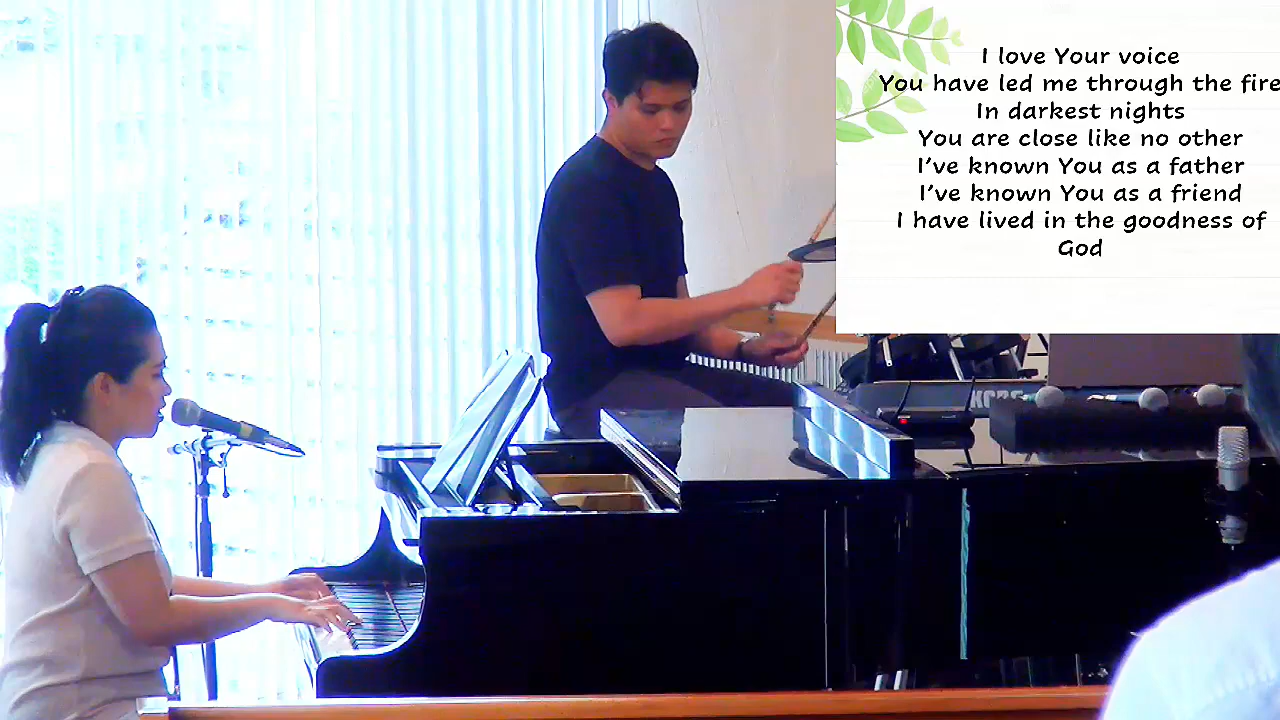 I love Your voice
You have led me through the fire
In darkest nights
You are close like no other
I've known You as a father
I've known You as a friend
I have lived in the goodness of
God
KORG